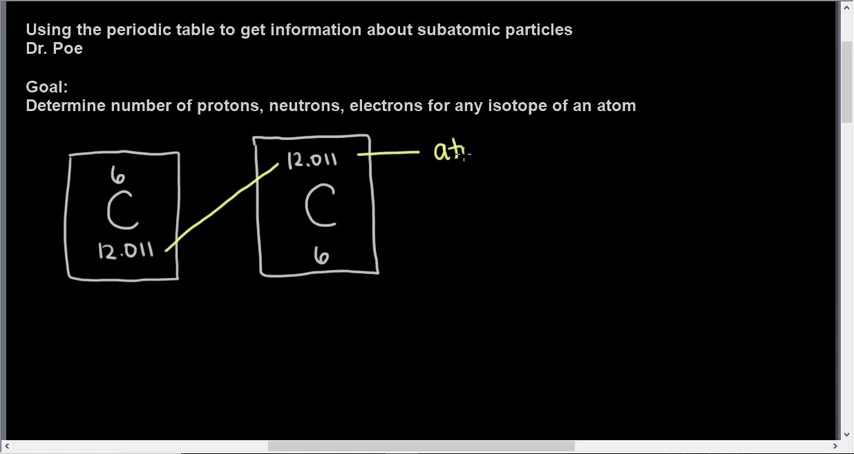 Using the periodic table to get information about subatomic particles
Dr. Poe
Goal:
Determine number of protons, neutrons, electrons for any isotope of an atom
6
C
12.011
12.011
C
6
at